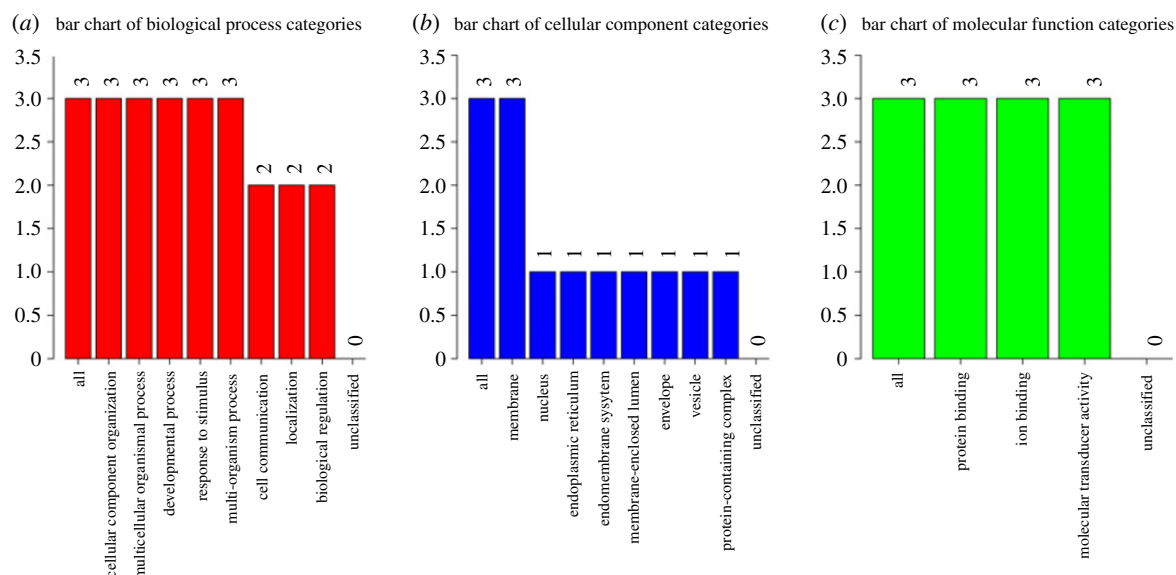 (a) bar chart of biological process categories
3.5
3.0
2.5
2.0
1.5
1.0
0.5
0
3
3
3
3
3
3
2
2
2
0
all
cellular component organization
multicellular organismal process
developmental process
response to stimulus
multi-organism process
cell communication
localization
biological regulation
unclassified
(b) bar chart of cellular component categories
3.5
3.0
2.5
2.0
1.5
1.0
0.5
0
3
3
1
1
1
1
1
1
1
0
all
membrane
nucleus
endoplasmic reticulum
endomembrane sysytem
membrane-enclosed lumen
envelope
vesicle
protein-containing complex
unclassified
(c) bar chart of molecular function categories
3.5
3.0
2.5
2.0
1.5
1.0
0.5
0
3
3
3
3
0
all
protein binding
ion binding
molecular transducer activity
unclassified